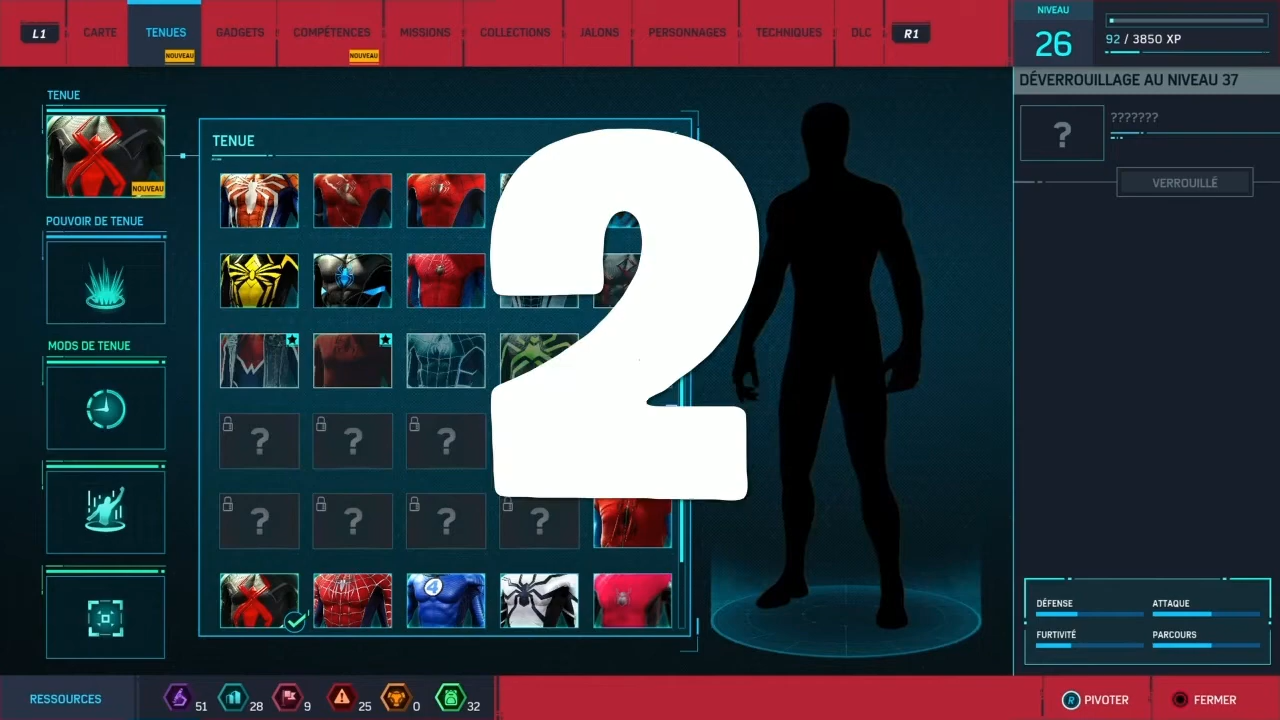 L1
CARTE
TENUES
NOUVEAU
GADGETS
COMPÉTENCES
NOUVEAU
MISSIONS
COLLECTIONS
JALONS
PERSONNAGES
TECHNIQUES
DLC
R1
NIVEAU
26
92 / 3850 XP
DÉVERROUILLAGE AU NIVEAU 37
?
???????
VERROUILLÉ
TENUE
NOUVEAU
POUVOIR DE TENUE
MODS DE TENUE
TENUE
2
? ? ?
? ? ? ?
4
DÉFENSE
ATTAQUE
FURTIVITÉ
PARCOURS
RESSOURCES
51
28
9
25
0
32
R PIVOTER
FERMER